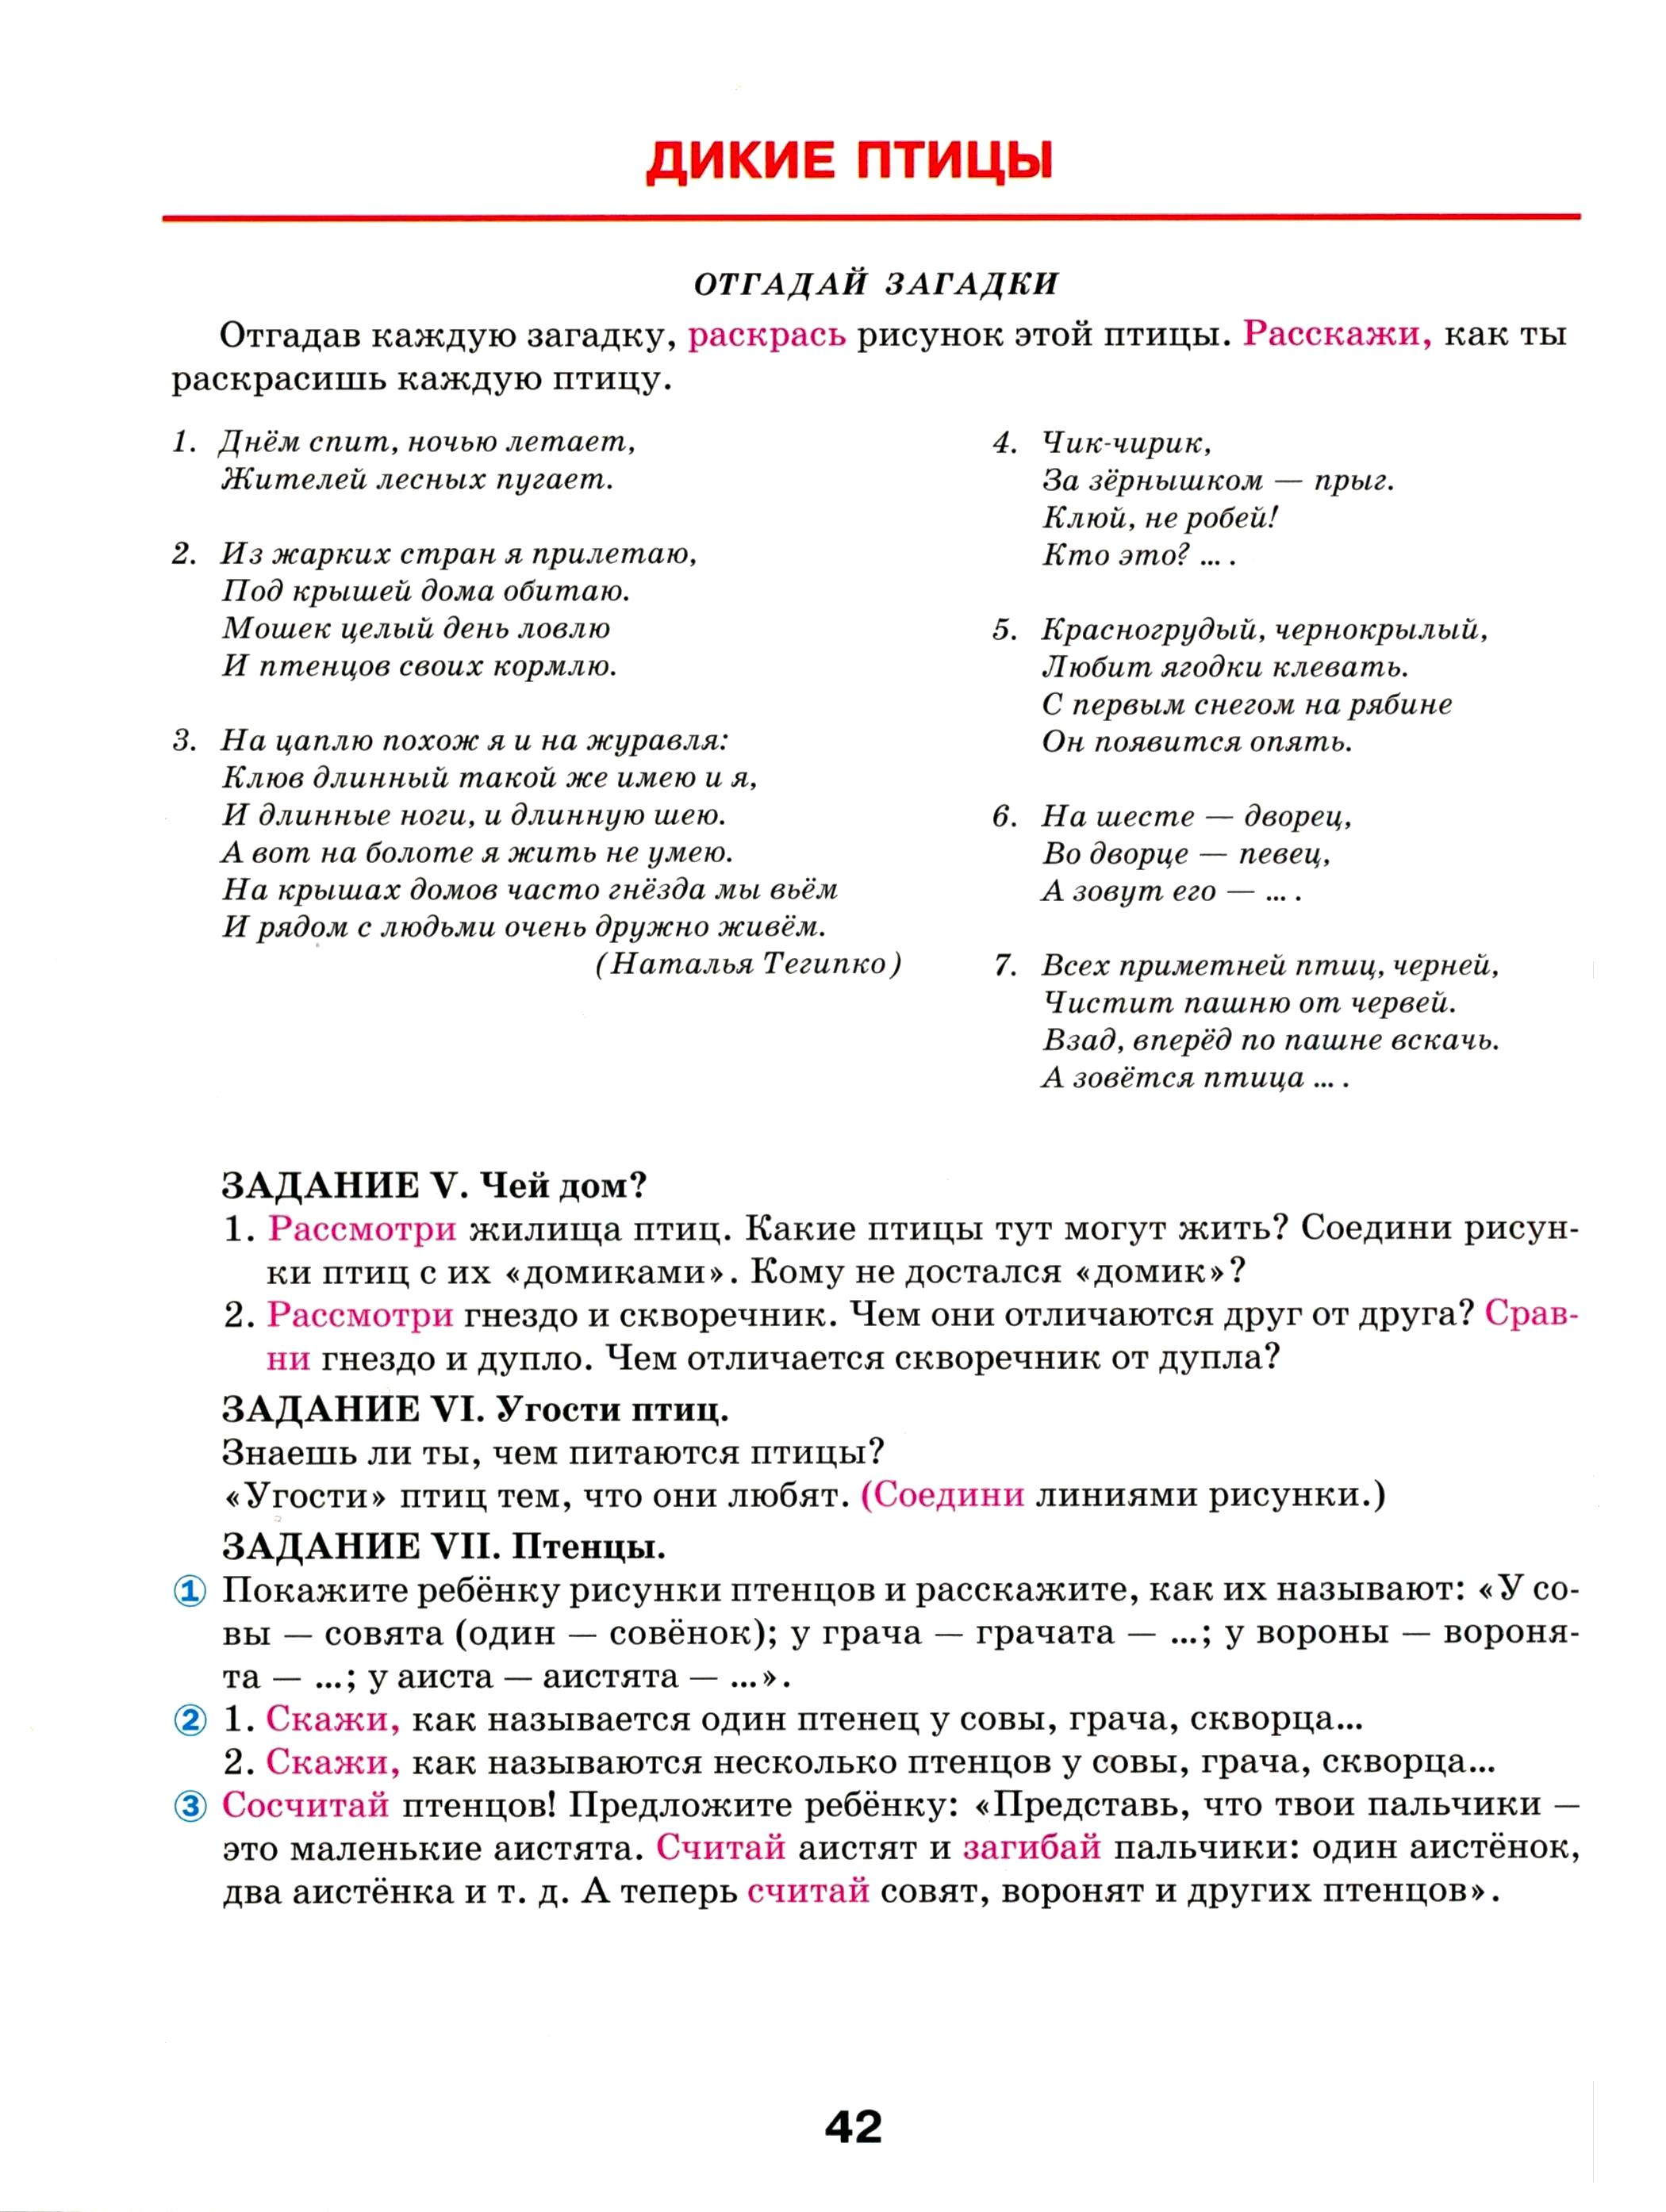 ДИКИЕ ПТИЦЫ
ОТГАДАЙ ЗАГАДКИ
Отгадав каждую загадку, раскрась рисунок этой птицы. Расскажи, как ты
раскрасишь каждую птицу.
1. Днём спит, ночью летает,
Жителей лесных пугает.
2. Из жарких стран я прилетаю,
Под крышей дома обитаю.
Мошек целый день ловлю
И птенцов своих кормлю.
3. На цаплю похож я и на журавля:
Клюв длинный такой же имею и я,
И длинные ноги, и длинную шею.
А вот на болоте я жить не умею.
На крышах домов часто гнёзда мы вьём
И рядом с людьми очень дружно живём.
(Наталья Тегипко)
4. Чик-чирик,
За зёрнышком — прыг.
Клюй, не робей!
Кто это? ... .
5. Красногрудый, чернокрылый,
Любит ягодки клевать.
С первым снегом на рябине
Он появится опять.
6. На шесте — дворец,
Во дворце — певец,
А зовут его — ... .
7. Всех приметней птиц, черней,
Чистит пашню от червей.
Взад, вперёд по пашне вскачь.
А зовётся птица ... .
ЗАДАНИЕ V. Чей дом?
1. Рассмотри жилища птиц. Какие птицы тут могут жить? Соедини рисун-
ки птиц с их «домиками». Кому не достался «домик»?
2. Рассмотри гнездо и скворечник. Чем они отличаются друг от друга? Срав-
ни гнездо и дупло. Чем отличается скворечник от дупла?
ЗАДАНИЕ VI. Угости птиц.
Знаешь ли ты, чем питаются птицы?
«Угости» птиц тем, что они любят. (Соедини линиями рисунки.)
ЗАДАНИЕ VII. Птенцы.
① Покажите ребёнку рисунки птенцов и расскажите, как их называют: «У со-
вы — совята (один — совёнок); у грача — грачата — ...; у вороны — вороня-
та — ...; у аиста — аистята — ...».
② 1. Скажи, как называется один птенец у совы, грача, скворца...
2. Скажи, как называются несколько птенцов у совы, грача, скворца...
③ Сосчитай птенцов! Предложите ребёнку: «Представь, что твои пальчики —
это маленькие аистята. Считай аистят и загибай пальчики: один аистёнок,
два аистёнка и т. д. А теперь считай совят, воронят и других птенцов».
42